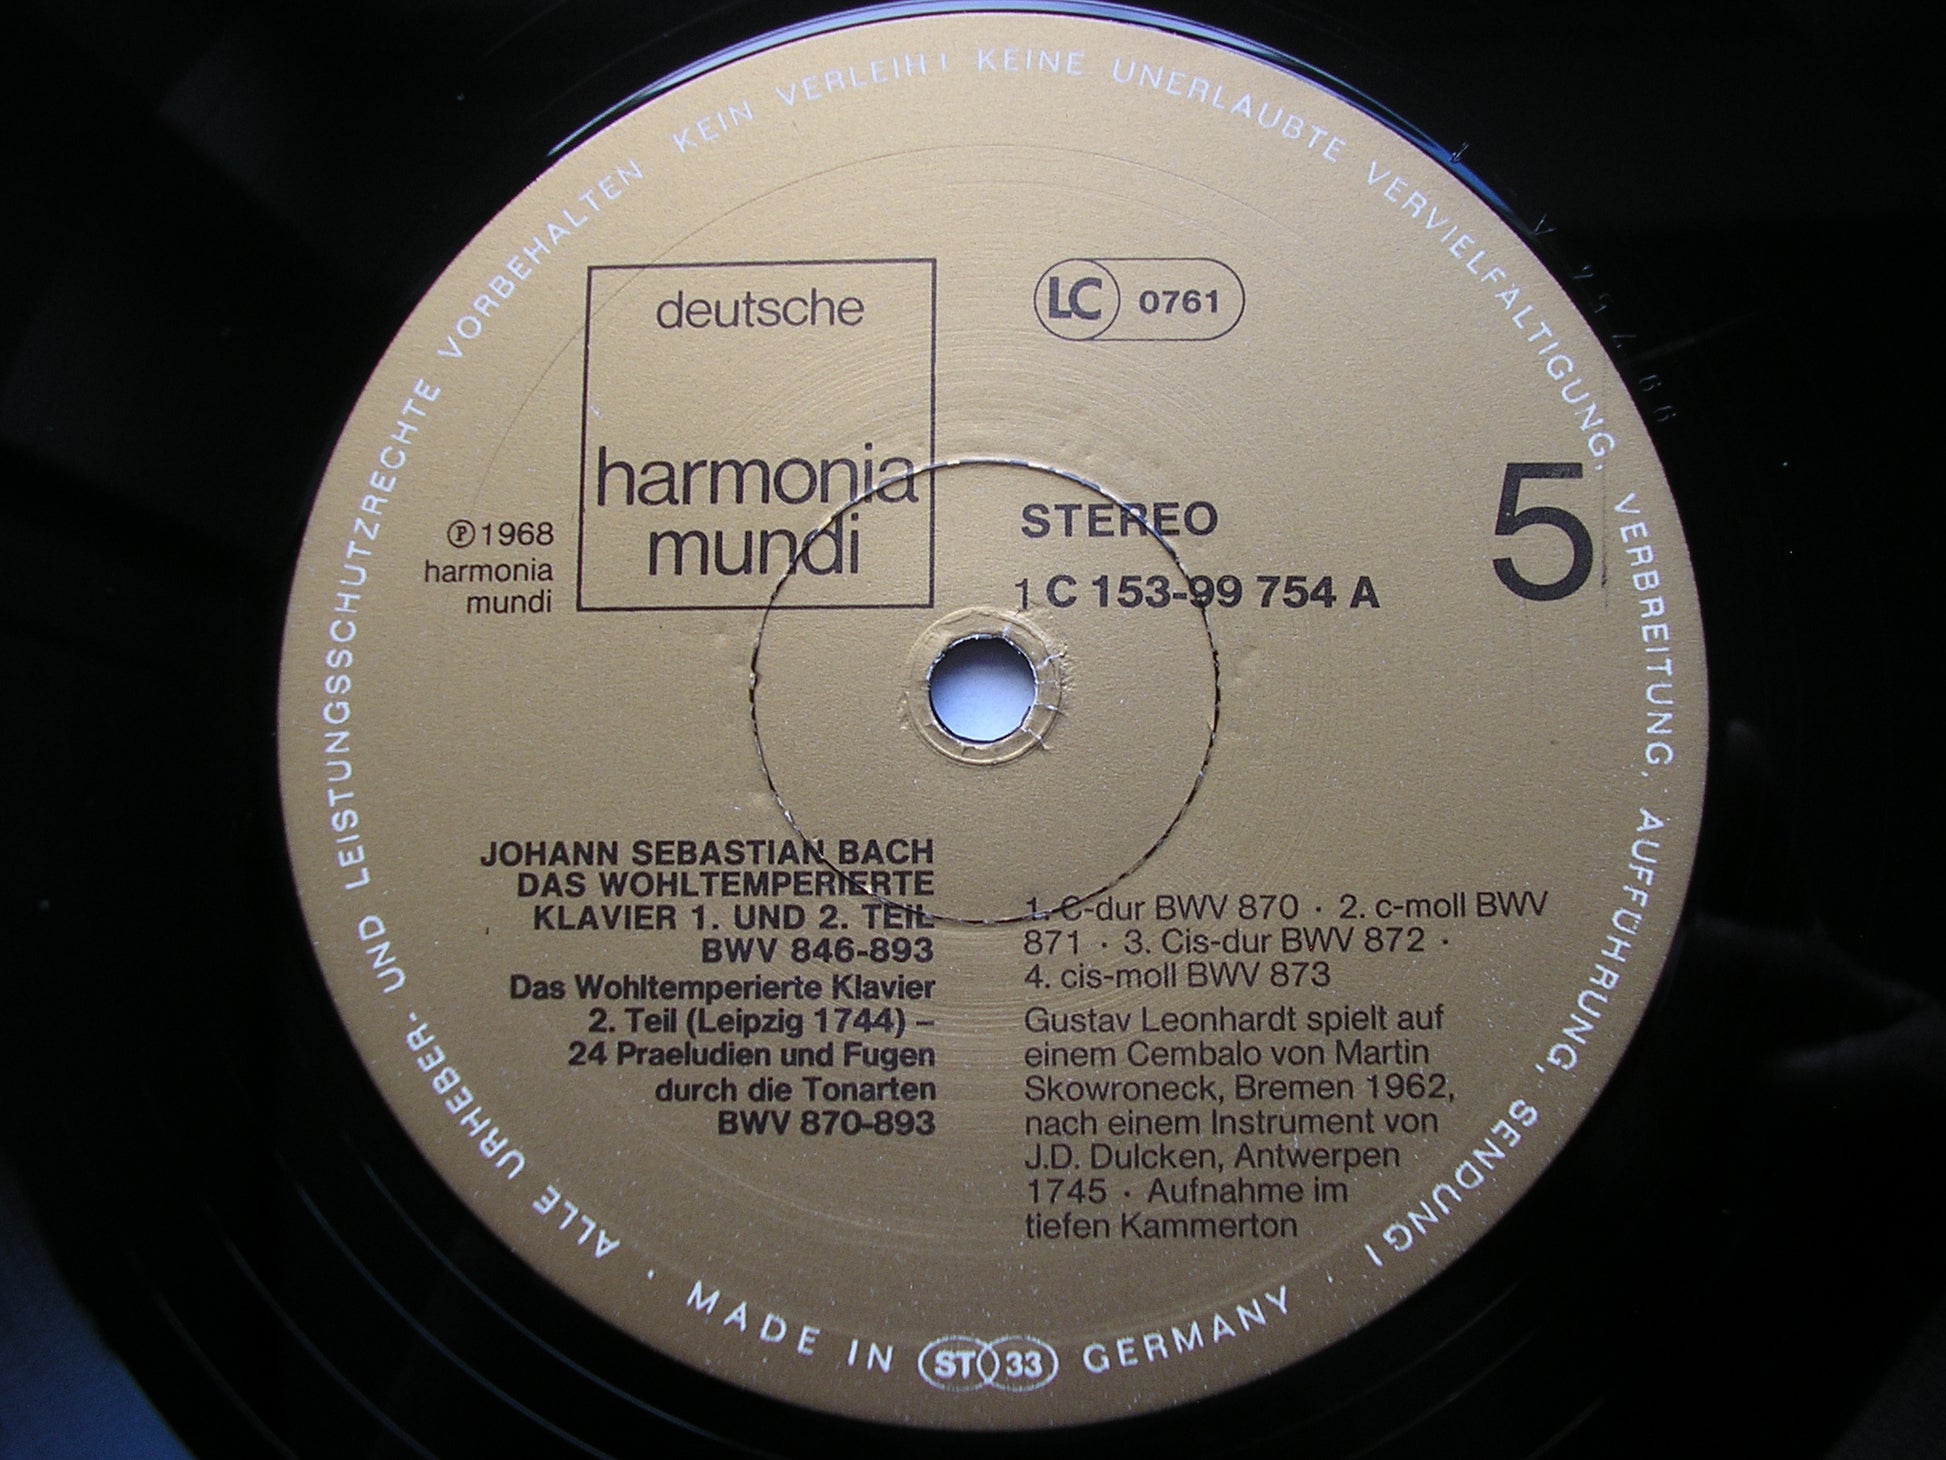 ALLE URHEBER- UND LEISTUNGSSCHUTZRECHTE VORBEHALTEN KEIN VERLEIH! KEINE UNERLAUBTE VERVIELFÄLTIGUNG, VERBREITUNG, AUFFÜHRUNG, SENDUNG!
deutsche
harmonia
mundi
LC 0761
℗ 1968
harmonia
mundi
STEREO
1 C 153-99 754 A
5
JOHANN SEBASTIAN BACH
DAS WOHLTEMPERIERTE
KLAVIER 1. UND 2. TEIL
BWV 846-893
Das Wohltemperierte Klavier
2. Teil (Leipzig 1744) –
24 Praeludien und Fugen
durch die Tonarten
BWV 870-893
1. C-dur BWV 870 · 2. c-moll BWV
871 · 3. Cis-dur BWV 872 ·
4. cis-moll BWV 873
Gustav Leonhardt spielt auf
einem Cembalo von Martin
Skowroneck, Bremen 1962,
nach einem Instrument von
J.D. Dulcken, Antwerpen
1745 · Aufnahme im
tiefen Kammerton
· MADE IN ST 33 GERMANY ·